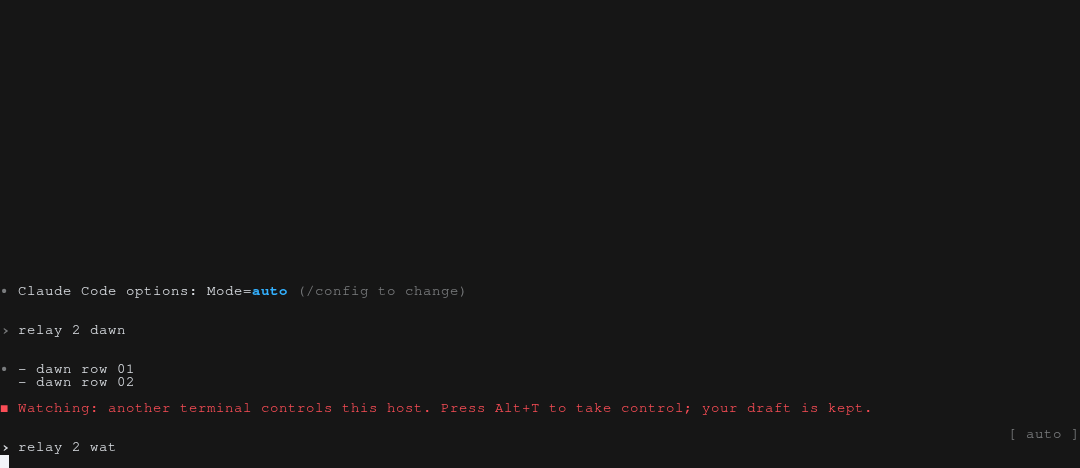 • Claude Code options: Mode=auto (/config to change)
› relay 2 dawn
• - dawn row 01
- dawn row 02
■ Watching: another terminal controls this host. Press Alt+T to take control; your draft is kept.
[ auto ]
› relay 2 wat